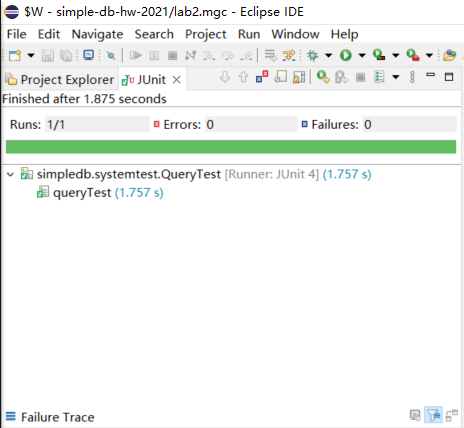 $W - simple-db-hw-2021/lab2.mgc - Eclipse IDE
File Edit Navigate Search Project Run Window Help
Project Explorer JUnit
Finished after 1.875 seconds
Runs: 1/1 Errors: 0 Failures: 0
simpledb.systemtest.QueryTest [Runner: JUnit 4] (1.757 s)
queryTest (1.757 s)
Failure Trace